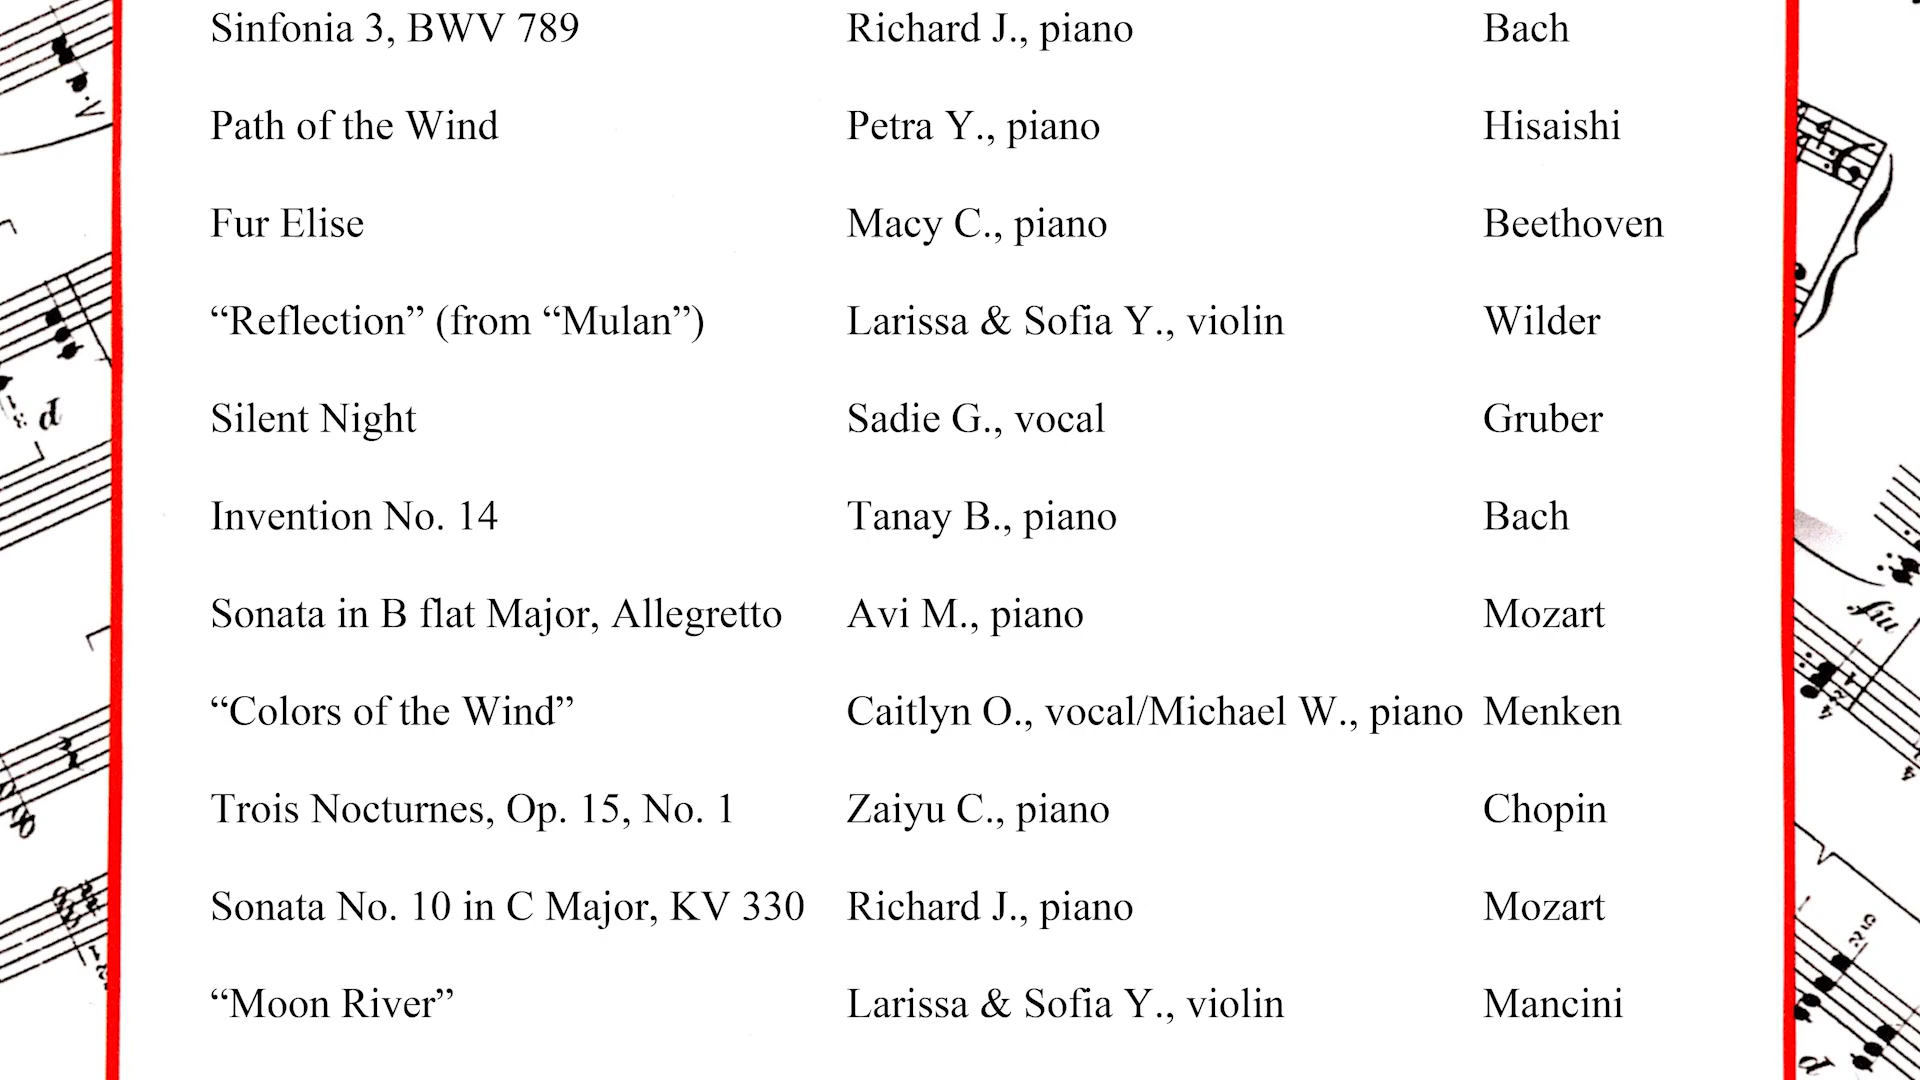 Sinfonia 3, BWV 789 Richard J., piano Bach
Path of the Wind Petra Y., piano Hisaishi
Fur Elise Macy C., piano Beethoven
“Reflection” (from “Mulan”) Larissa & Sofia Y., violin Wilder
Silent Night Sadie G., vocal Gruber
Invention No. 14 Tanay B., piano Bach
Sonata in B flat Major, Allegretto Avi M., piano Mozart
“Colors of the Wind” Caitlyn O., vocal/Michael W., piano Menken
Trois Nocturnes, Op. 15, No. 1 Zaiyu C., piano Chopin
Sonata No. 10 in C Major, KV 330 Richard J., piano Mozart
“Moon River” Larissa & Sofia Y., violin Mancini